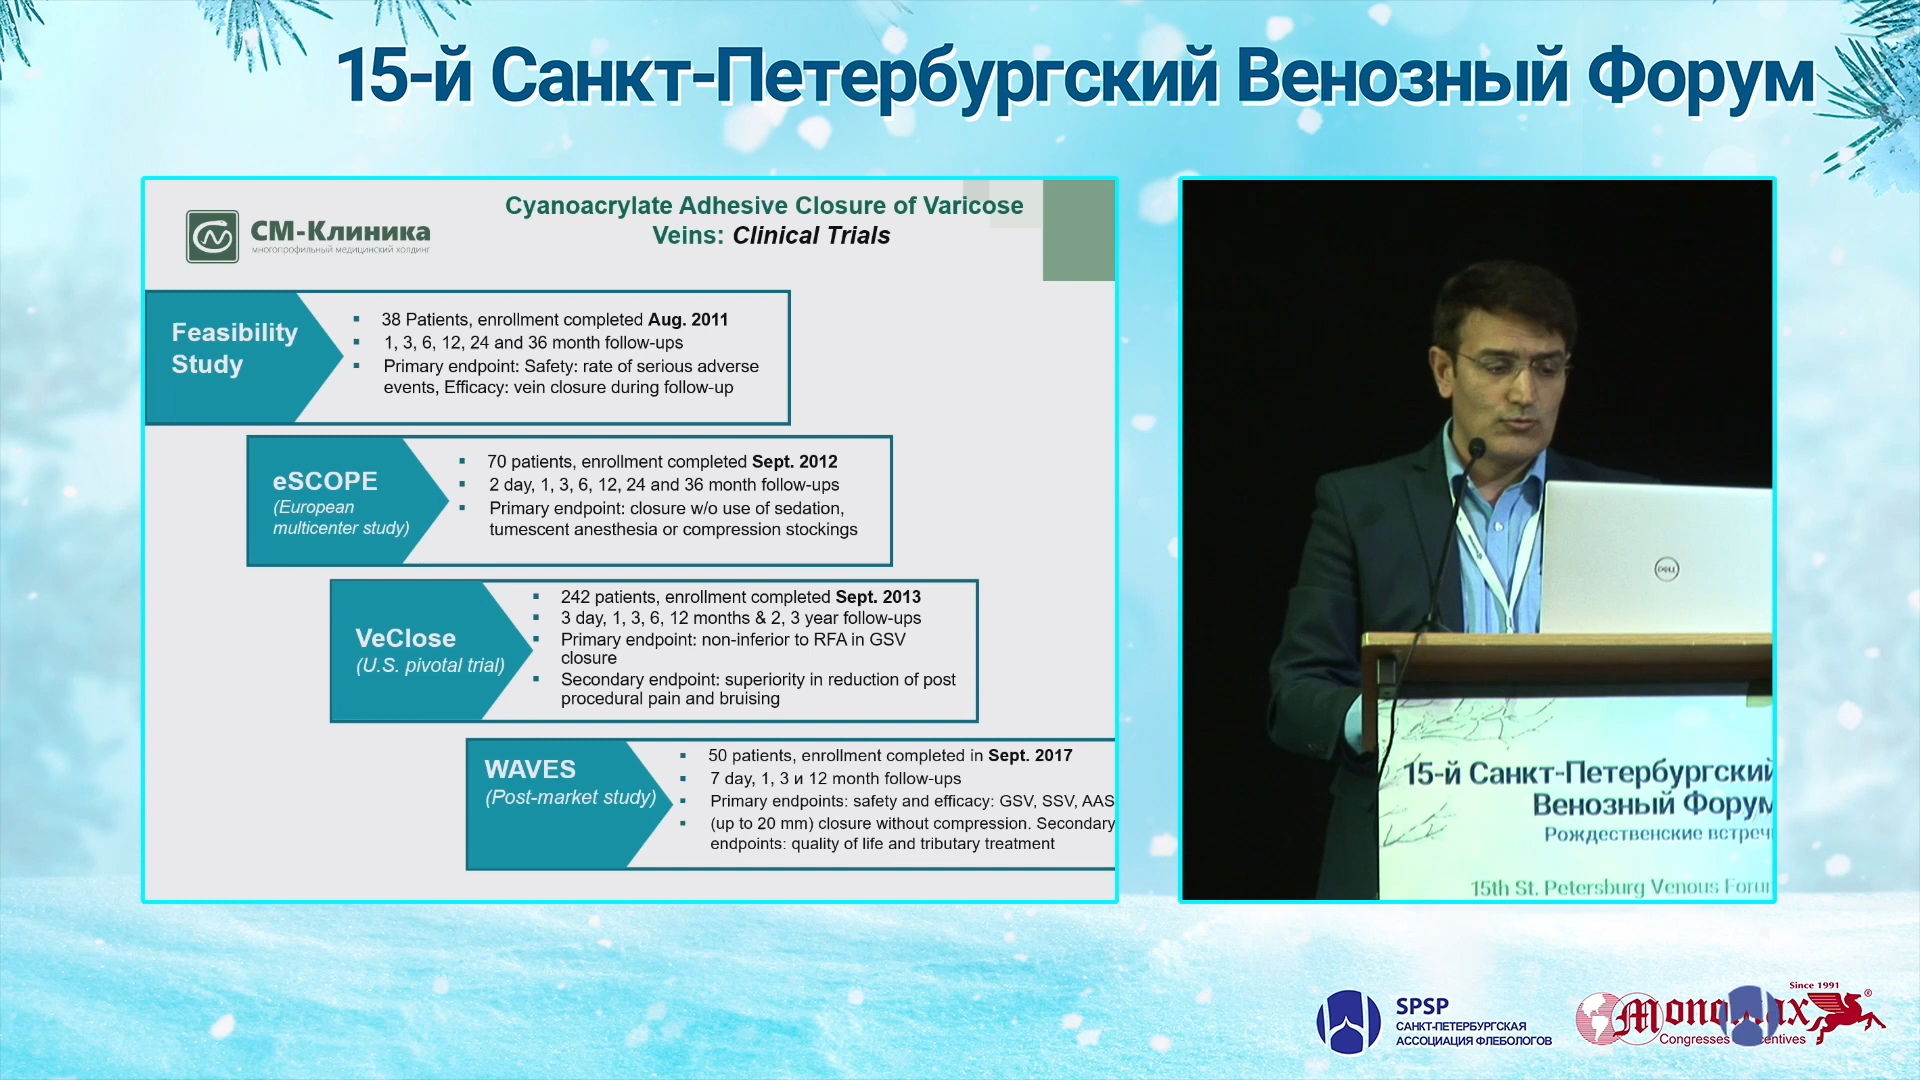 15-й Санкт-Петербургский Венозный Форум
СМ-Клиника
многопрофильный медицинский холдинг
Cyanoacrylate Adhesive Closure of Varicose
Veins: Clinical Trials
Feasibility
Study
▪ 38 Patients, enrollment completed Aug. 2011
▪ 1, 3, 6, 12, 24 and 36 month follow-ups
▪ Primary endpoint: Safety: rate of serious adverse
events, Efficacy: vein closure during follow-up
eSCOPE
(European
multicenter study)
▪ 70 patients, enrollment completed Sept. 2012
▪ 2 day, 1, 3, 6, 12, 24 and 36 month follow-ups
▪ Primary endpoint: closure w/o use of sedation,
tumescent anesthesia or compression stockings
VeClose
(U.S. pivotal trial)
▪ 242 patients, enrollment completed Sept. 2013
▪ 3 day, 1, 3, 6, 12 months & 2, 3 year follow-ups
▪ Primary endpoint: non-inferior to RFA in GSV
closure
▪ Secondary endpoint: superiority in reduction of post
procedural pain and bruising
WAVES
(Post-market study)
▪ 50 patients, enrollment completed in Sept. 2017
▪ 7 day, 1, 3 и 12 month follow-ups
▪ Primary endpoints: safety and efficacy: GSV, SSV, AAS
▪ (up to 20 mm) closure without compression. Secondary
endpoints: quality of life and tributary treatment
DELL
15-й Санкт-Петербургский
Венозный Форум
Рождественские встреч
15th St. Petersburg Venous Forum
SPSP
САНКТ-ПЕТЕРБУРГСКАЯ
АССОЦИАЦИЯ ФЛЕБОЛОГОВ
Since 1991
Monomax®
Congresses